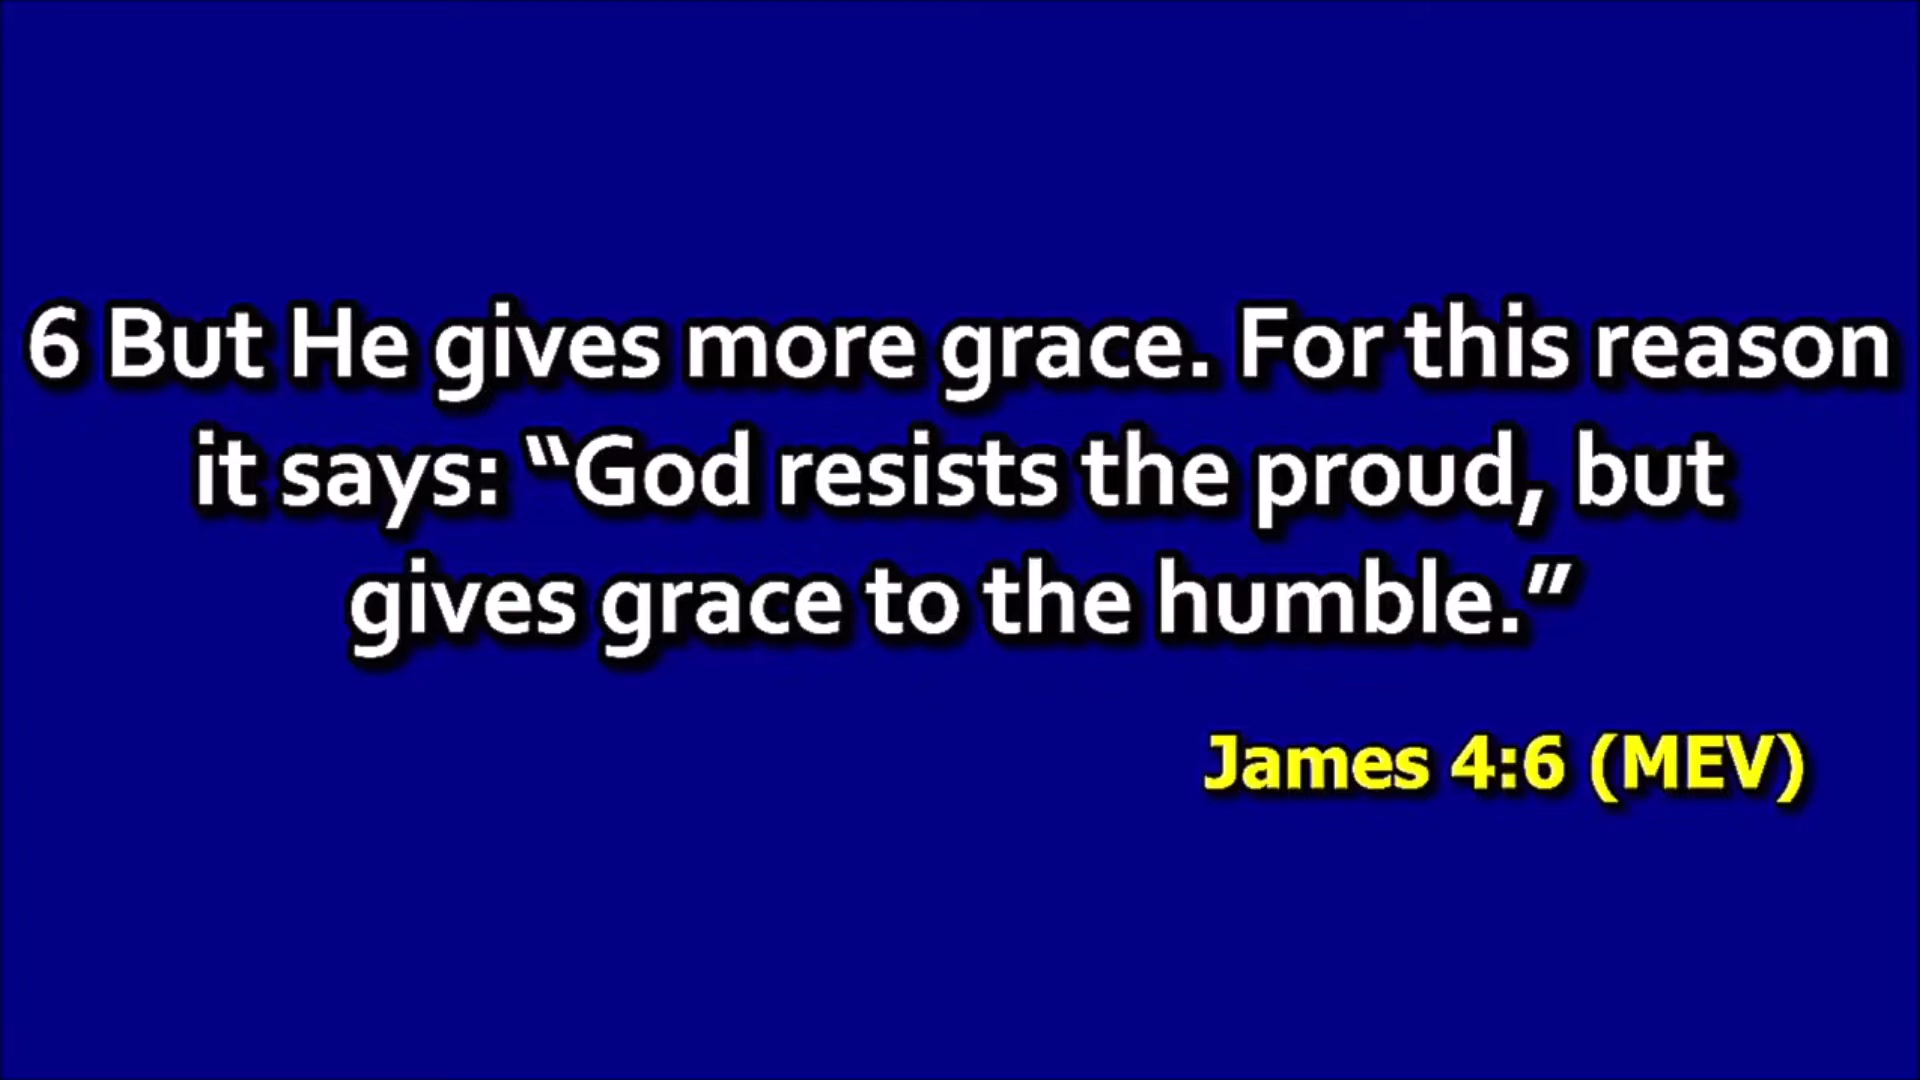 6 But He gives more grace. For this reason
it says: “God resists the proud, but
gives grace to the humble.”
James 4:6 (MEV)